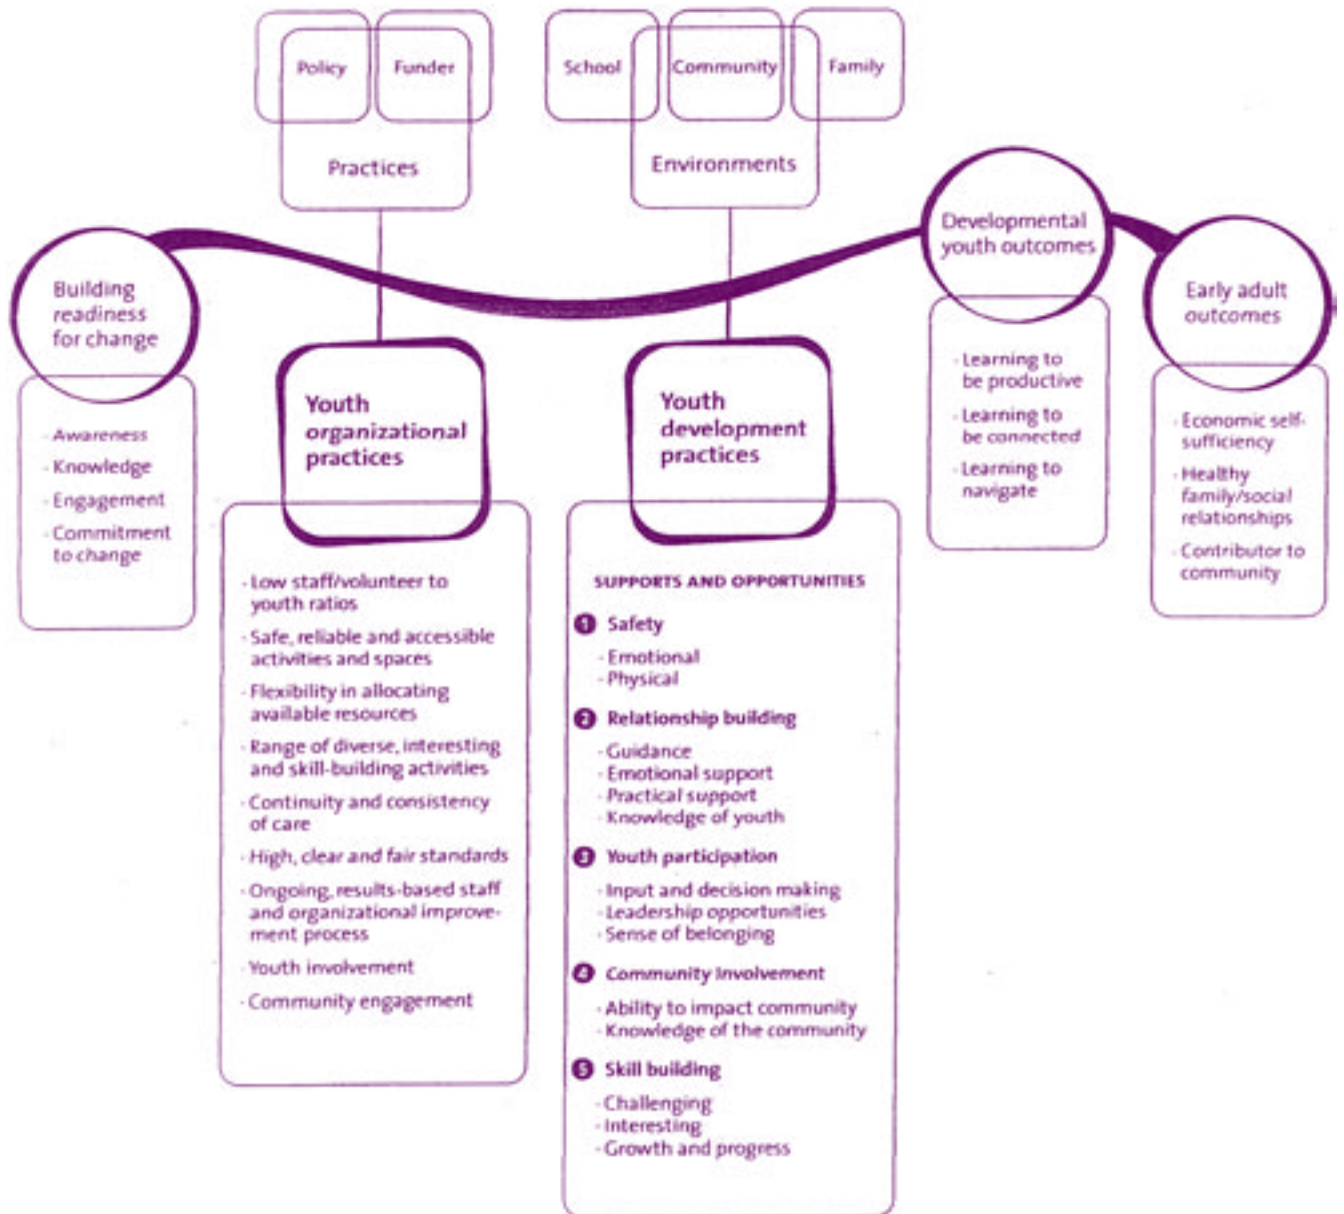 Policy
Funder
Practices
School
Community
Family
Environments
Building
readiness
for change
· Awareness
· Knowledge
· Engagement
· Commitment
to change
Youth
organizational
practices
· Low staff/volunteer to
youth ratios
· Safe, reliable and accessible
activities and spaces
· Flexibility in allocating
available resources
· Range of diverse, interesting
and skill-building activities
· Continuity and consistency
of care
· High, clear and fair standards
· Ongoing, results-based staff
and organizational improve-
ment process
· Youth involvement
· Community engagement
Youth
development
practices
SUPPORTS AND OPPORTUNITIES
1 Safety
· Emotional
· Physical
2 Relationship building
· Guidance
· Emotional support
· Practical support
· Knowledge of youth
3 Youth participation
· Input and decision making
· Leadership opportunities
· Sense of belonging
4 Community Involvement
· Ability to impact community
· Knowledge of the community
5 Skill building
· Challenging
· Interesting
· Growth and progress
Developmental
youth outcomes
· Learning to
be productive
· Learning to
be connected
· Learning to
navigate
Early adult
outcomes
· Economic self-
sufficiency
· Healthy
family/social
relationships
· Contributor to
community